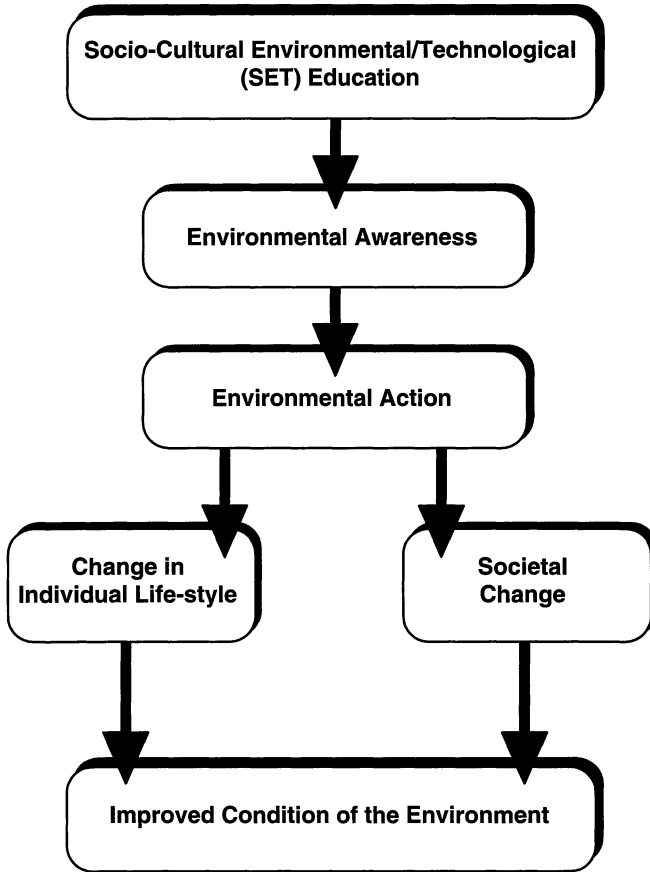 Socio-Cultural Environmental/Technological
(SET) Education
Environmental Awareness
Environmental Action
Change in
Individual Life-style
Societal
Change
Improved Condition of the Environment